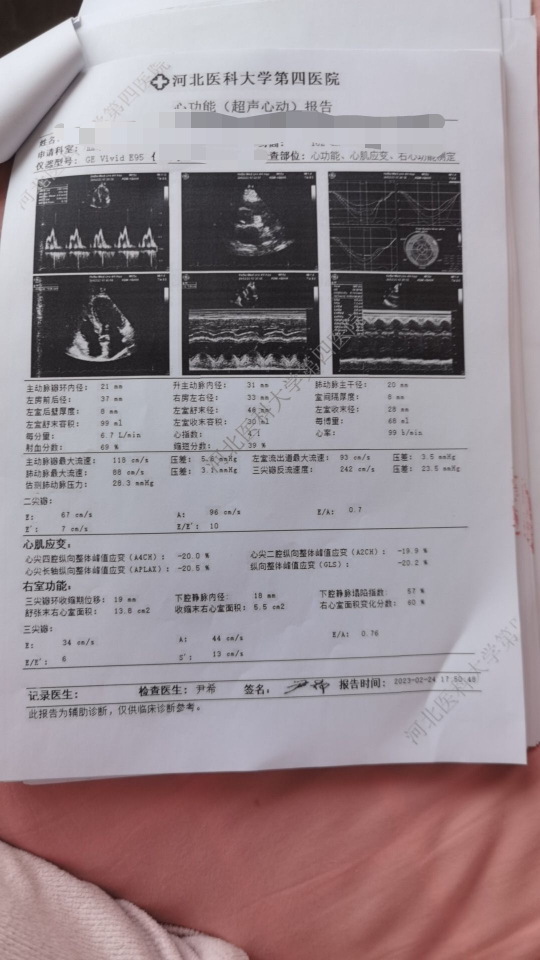 河北医科大学第四医院
心功能（超声心动）报告
姓名:
申请科室:
仪器型号: GE Vivid E95 查部位: 心功能、心肌应变、右心功能测定
主动脉瓣环内径: 21 mm 升主动脉内径: 31 mm 肺动脉主干径: 20 mm
左房前后径: 37 mm 右房左右径: 33 mm 室间隔厚度: 8 mm
左室后壁厚度: 8 mm 左室舒末径: 46 mm 左室收末径: 28 mm
左室舒末容积: 99 ml 左室收末容积: 30 ml 每搏量: 68 ml
每分量: 6.7 L/min 心指数: 心率: 99 k/min
射血分数: 69 % 缩短分数: 39 %
主动脉瓣最大流速: 118 cm/s 压差: 5.6 mmHg 左室流出道最大流速: 93 cm/s 压差: 3.5 mmHg
肺动脉最大流速: 88 cm/s 压差: 3.1 mmHg 三尖瓣反流速度: 242 cm/s 压差: 23.5 mmHg
估测肺动脉压力: 28.3 mmHg
二尖瓣:
E: 67 cm/s A: 96 cm/s E/A: 0.7
E': 7 cm/s E/E': 10
心肌应变:
心尖四腔纵向整体峰值应变（A4CH）: -20.0 % 心尖二腔纵向整体峰值应变（A2CH）: -19.9 %
心尖长轴纵向整体峰值应变（APLAX）: -20.5 % 纵向整体峰值应变（GLS）: -20.2 %
右室功能:
三尖瓣环收缩期位移: 19 mm 下腔静脉内径: 18 mm 下腔静脉塌陷指数: 57 %
舒张末右心室面积: 13.8 cm2 收缩末右心室面积: 5.5 cm2 右心室面积变化分数: 60 %
三尖瓣:
E: 34 cm/s A: 44 cm/s E/A: 0.76
E/E': 6 S': 13 cm/s
记录医生: 检查医生: 尹希 签名: 报告时间: 2023-02-24 17:50:48
此报告为辅助诊断，仅供临床诊断参考。
河北医科大学第四医院